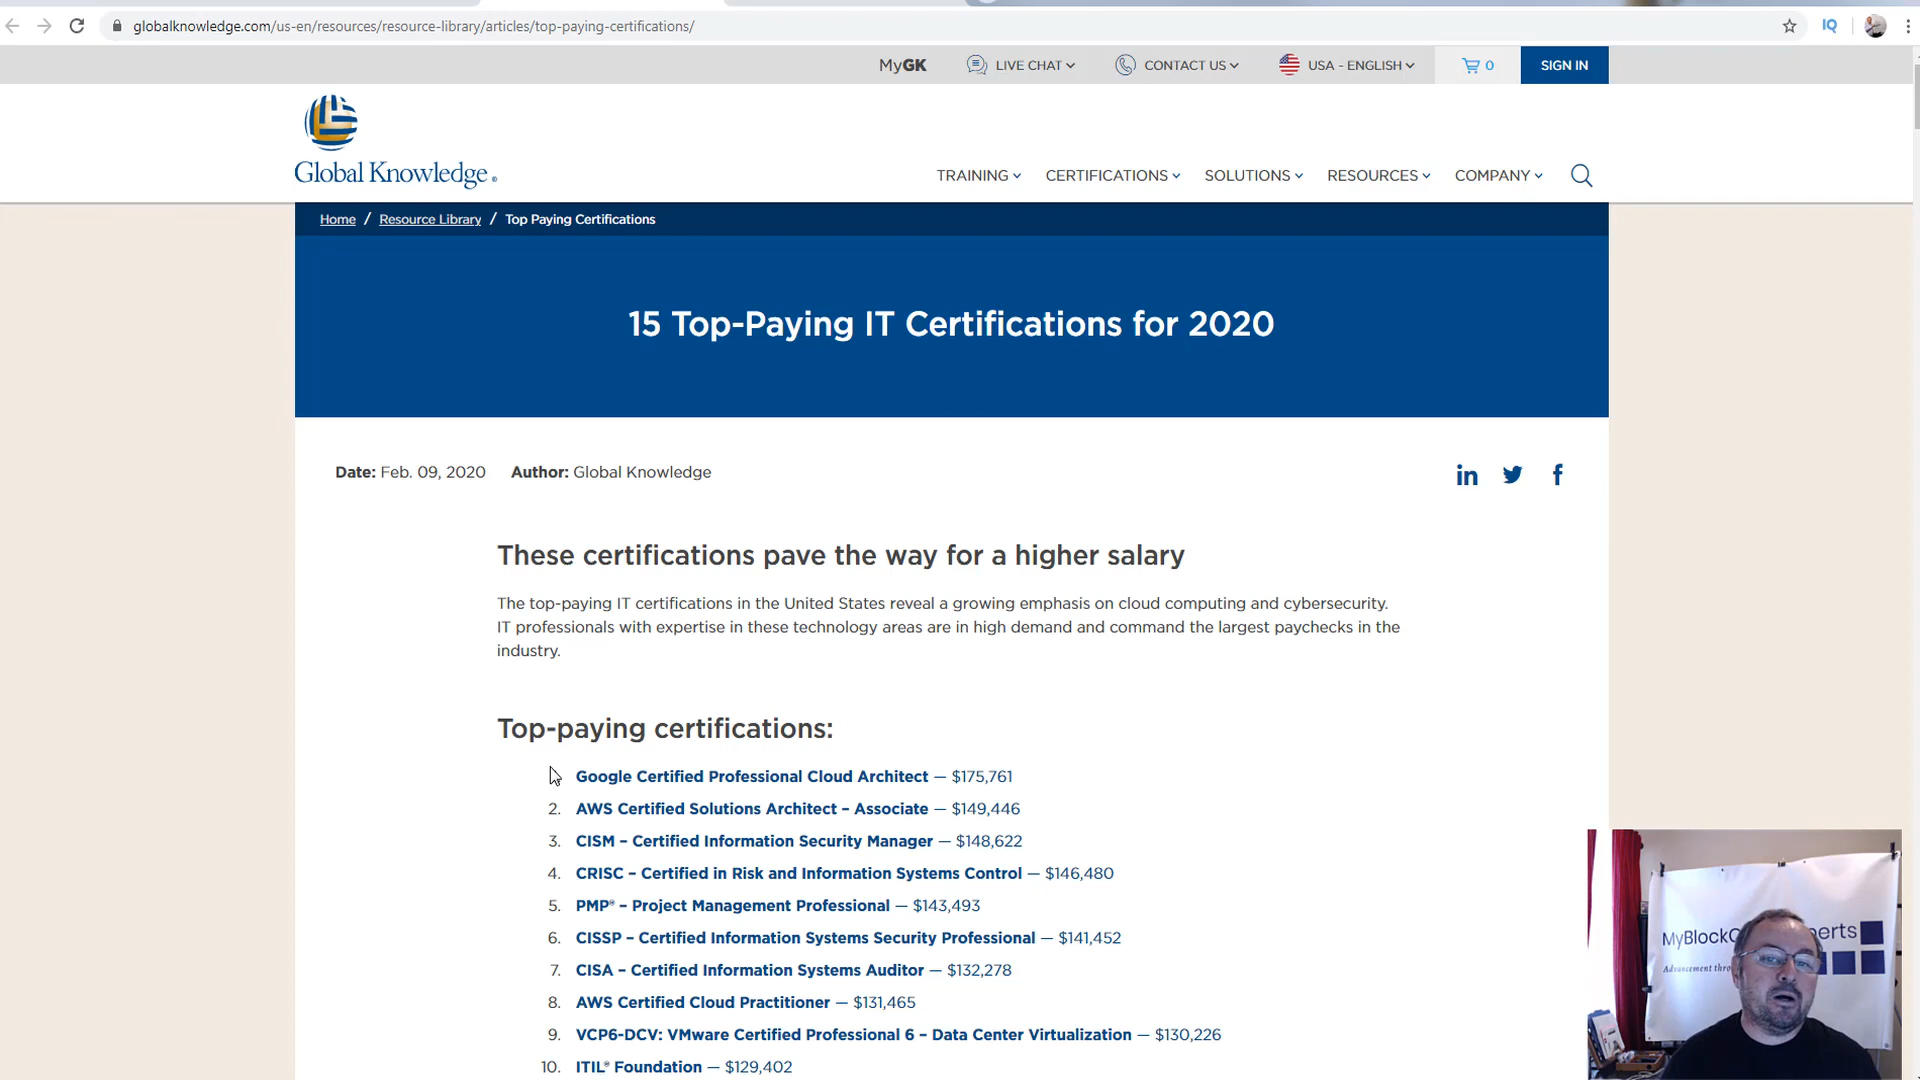 globalknowledge.com/us-en/resources/resource-library/articles/top-paying-certifications/
IQ
MyGK
LIVE CHAT
CONTACT US
USA - ENGLISH
0
SIGN IN
Global Knowledge®
TRAINING
CERTIFICATIONS
SOLUTIONS
RESOURCES
COMPANY
Home / Resource Library / Top Paying Certifications
15 Top-Paying IT Certifications for 2020
Date: Feb. 09, 2020 Author: Global Knowledge
in
f
These certifications pave the way for a higher salary
The top-paying IT certifications in the United States reveal a growing emphasis on cloud computing and cybersecurity.
IT professionals with expertise in these technology areas are in high demand and command the largest paychecks in the
industry.
Top-paying certifications:
Google Certified Professional Cloud Architect — $175,761
2. AWS Certified Solutions Architect – Associate — $149,446
3. CISM – Certified Information Security Manager — $148,622
4. CRISC – Certified in Risk and Information Systems Control — $146,480
5. PMP® – Project Management Professional — $143,493
6. CISSP – Certified Information Systems Security Professional — $141,452
7. CISA – Certified Information Systems Auditor — $132,278
8. AWS Certified Cloud Practitioner — $131,465
9. VCP6-DCV: VMware Certified Professional 6 – Data Center Virtualization — $130,226
10. ITIL® Foundation — $129,402
Advancement